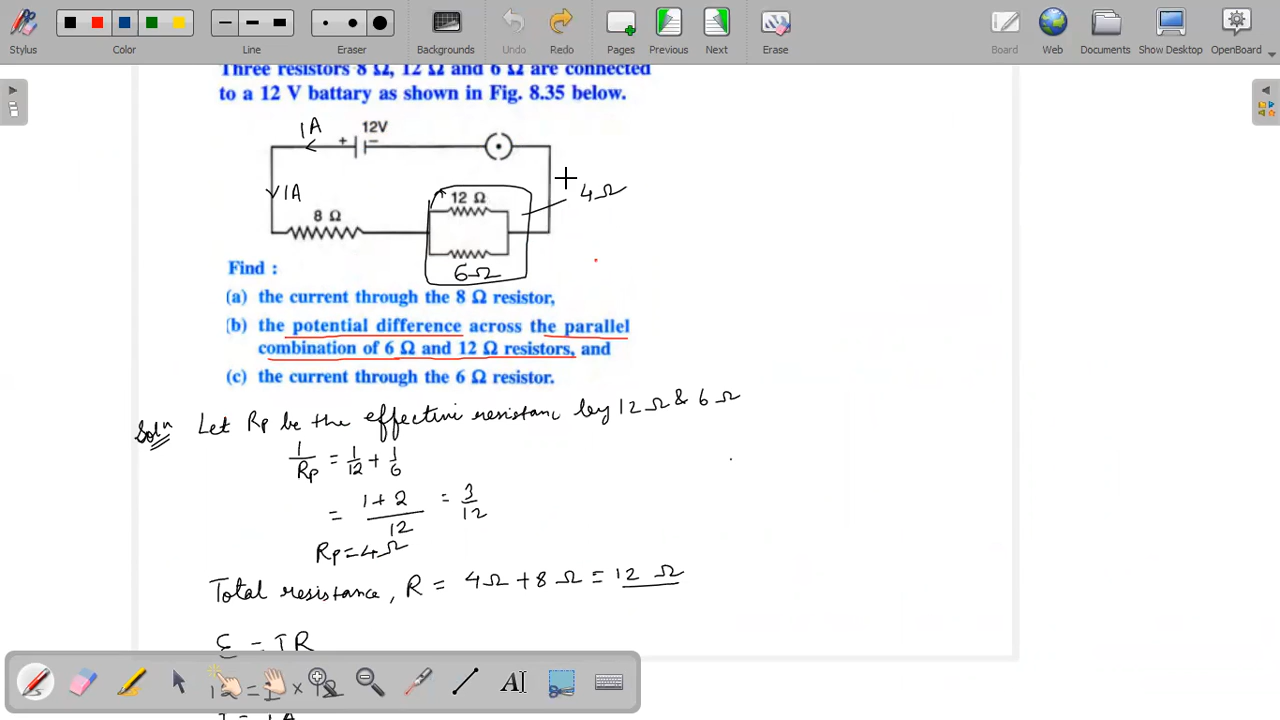 Stylus
Color
Line
Eraser
Backgrounds
Undo
Redo
Pages
Previous
Next
Erase
Board
Web
Documents
Show Desktop
OpenBoard
Three resistors 8 Ω, 12 Ω and 6 Ω are connected
to a 12 V battary as shown in Fig. 8.35 below.
1A
+ 12V −
1A
12 Ω
4Ω
8 Ω
6Ω
Find :
(a) the current through the 8 Ω resistor,
(b) the potential difference across the parallel
combination of 6 Ω and 12 Ω resistors, and
(c) the current through the 6 Ω resistor.
Soln Let Rp be the effective resistanc by 12 Ω & 6 Ω
1/Rp = 1/12 + 1/6
= (1+2)/12 = 3/12
Rp = 4Ω
Total resistance, R = 4Ω + 8 Ω = 12 Ω
ε = IR